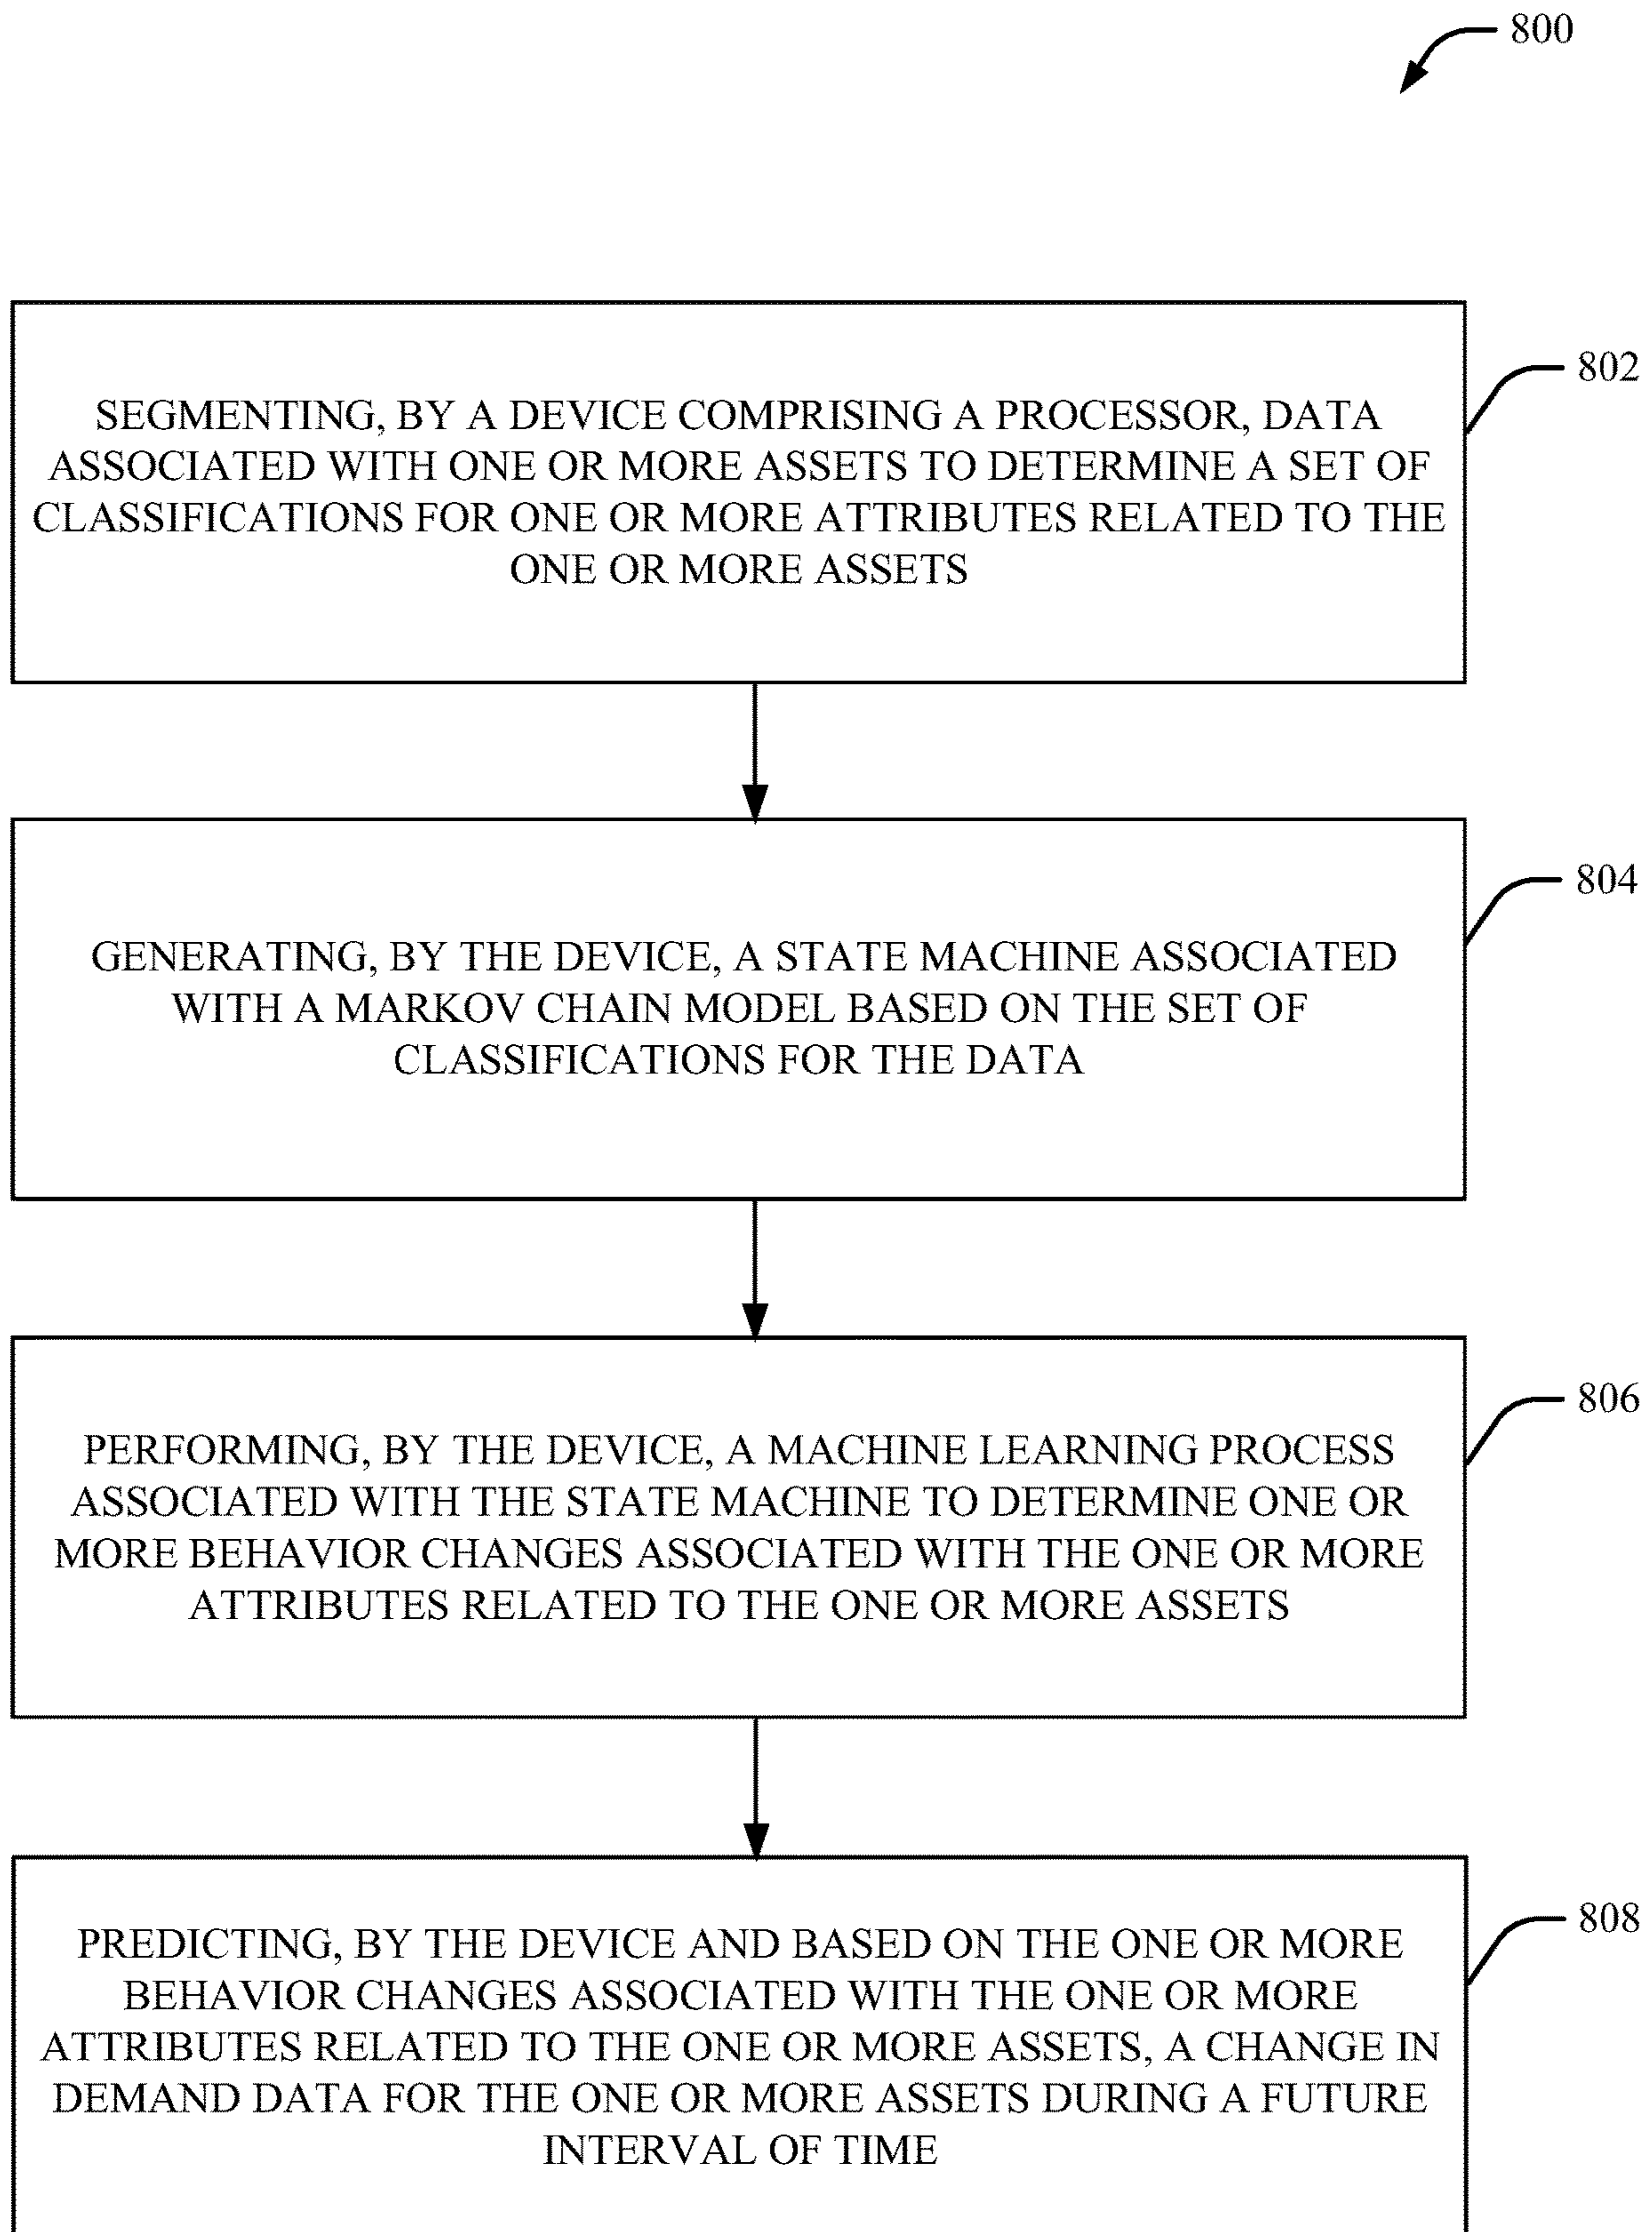 800
SEGMENTING, BY A DEVICE COMPRISING A PROCESSOR, DATA
ASSOCIATED WITH ONE OR MORE ASSETS TO DETERMINE A SET OF
CLASSIFICATIONS FOR ONE OR MORE ATTRIBUTES RELATED TO THE
ONE OR MORE ASSETS
802
GENERATING, BY THE DEVICE, A STATE MACHINE ASSOCIATED
WITH A MARKOV CHAIN MODEL BASED ON THE SET OF
CLASSIFICATIONS FOR THE DATA
804
PERFORMING, BY THE DEVICE, A MACHINE LEARNING PROCESS
ASSOCIATED WITH THE STATE MACHINE TO DETERMINE ONE OR
MORE BEHAVIOR CHANGES ASSOCIATED WITH THE ONE OR MORE
ATTRIBUTES RELATED TO THE ONE OR MORE ASSETS
806
PREDICTING, BY THE DEVICE AND BASED ON THE ONE OR MORE
BEHAVIOR CHANGES ASSOCIATED WITH THE ONE OR MORE
ATTRIBUTES RELATED TO THE ONE OR MORE ASSETS, A CHANGE IN
DEMAND DATA FOR THE ONE OR MORE ASSETS DURING A FUTURE
INTERVAL OF TIME
808